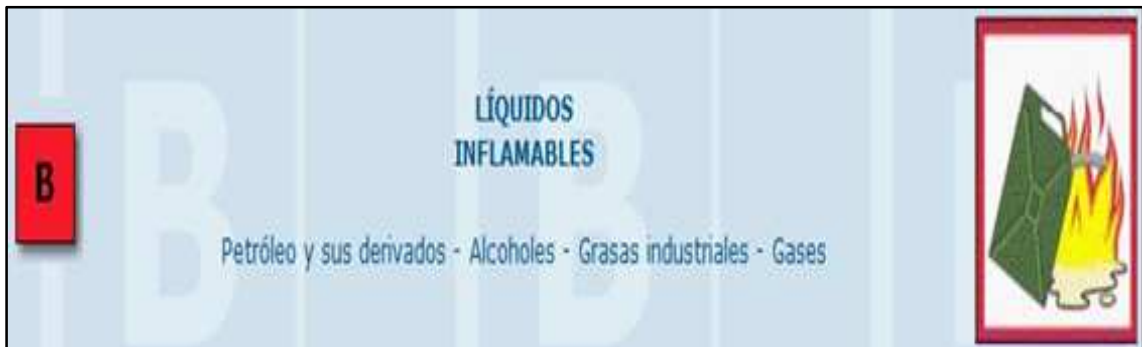 B
LÍQUIDOS
INFLAMABLES
Petróleo y sus derivados - Alcoholes - Grasas industriales - Gases